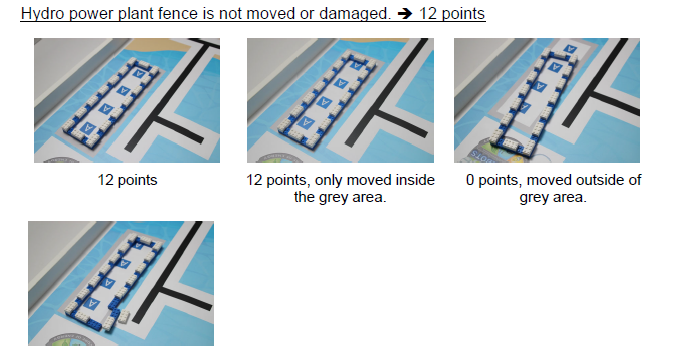 Hydro power plant fence is not moved or damaged. ➔ 12 points
12 points
12 points, only moved inside
the grey area.
0 points, moved outside of
grey area.